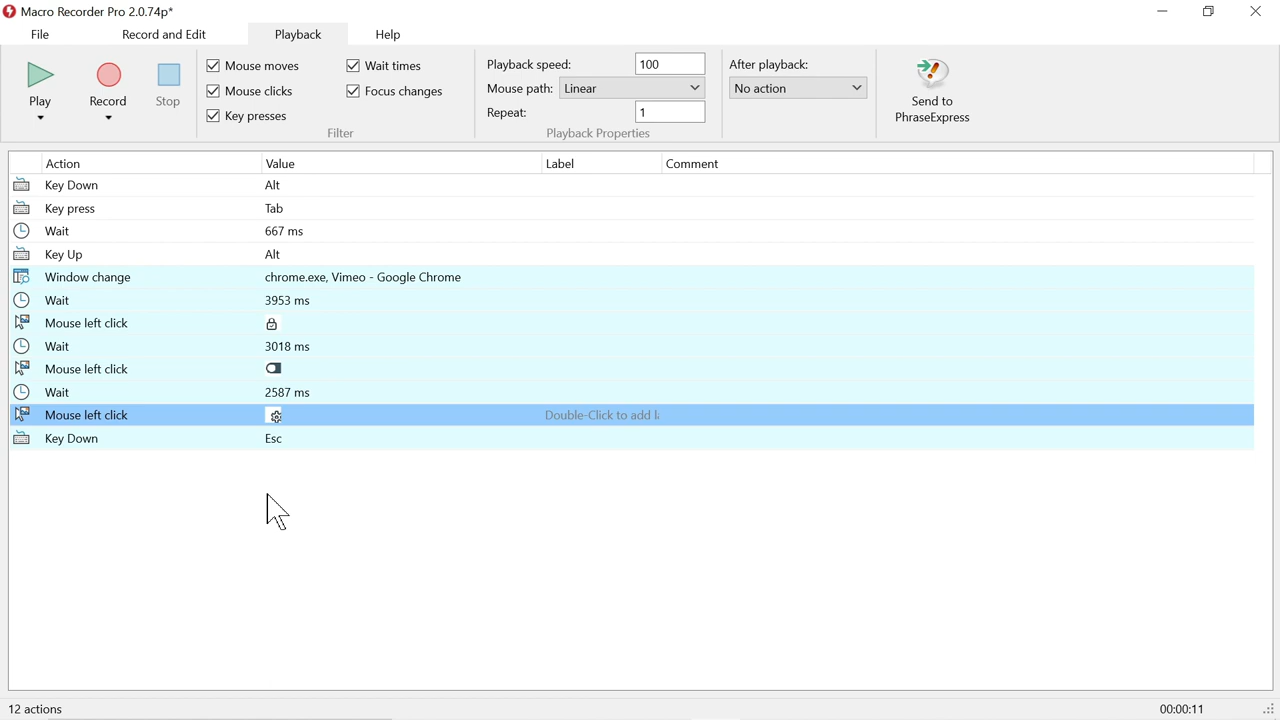 Macro Recorder Pro 2.0.74p*
File Record and Edit Playback Help
Play
Record
Stop
Mouse moves
Mouse clicks
Key presses
Wait times
Focus changes
Filter
Playback speed: 100
Mouse path: Linear
Repeat: 1
Playback Properties
After playback:
No action
Send to
PhraseExpress
Action Value Label Comment
Key Down Alt
Key press Tab
Wait 667 ms
Key Up Alt
Window change chrome.exe, Vimeo - Google Chrome
Wait 3953 ms
Mouse left click
Wait 3018 ms
Mouse left click
Wait 2587 ms
Mouse left click Double-Click to add l
Key Down Esc
12 actions 00:00:11